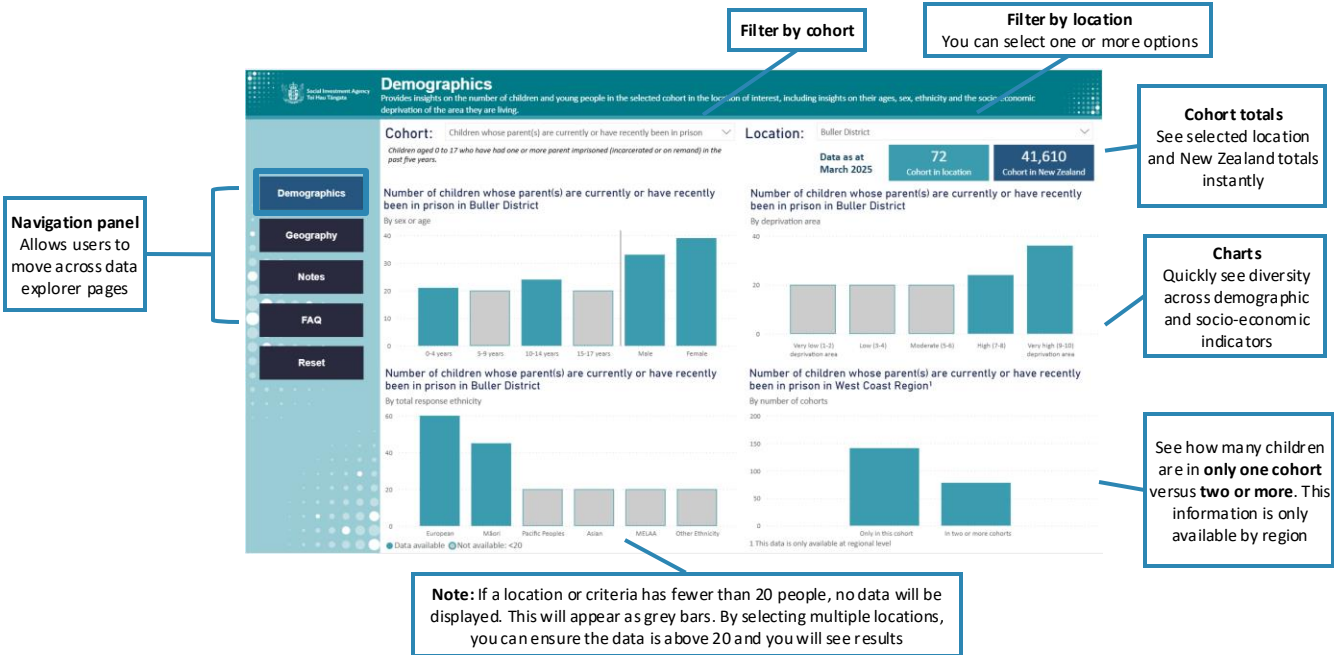 Filter by cohort
Filter by location
You can select one or more options
Social Investment Agency
Toi Hau Tāngata
Demographics
Provides insights on the number of children and young people in the selected cohort in the location of interest, including insights on their ages, sex, ethnicity and the socio-economic
deprivation of the area they are living.
Cohort:
Children whose parent(s) are currently or have recently been in prison
Location:
Buller District
Children aged 0 to 17 who have had one or more parent imprisoned (incarcerated or on remand) in the
past five years.
Data as at
March 2025
72
Cohort in location
41,610
Cohort in New Zealand
Cohort totals
See selected location
and New Zealand totals
instantly
Navigation panel
Allows users to
move across data
explorer pages
Demographics
Geography
Notes
FAQ
Reset
Number of children whose parent(s) are currently or have recently
been in prison in Buller District
By sex or age
40
30
20
10
0
0-4 years
5-9 years
10-14 years
15-17 years
Male
Female
Number of children whose parent(s) are currently or have recently
been in prison in Buller District
By deprivation area
40
20
0
Very low (1-2)
deprivation area
Low (3-4)
Moderate (5-6)
High (7-8)
Very high (9-10)
deprivation area
Charts
Quickly see diversity
across demographic
and socio-economic
indicators
Number of children whose parent(s) are currently or have recently
been in prison in Buller District
By total response ethnicity
60
40
20
0
European
Māori
Pacific Peoples
Asian
MELAA
Other Ethnicity
Data available
Not available: <20
Number of children whose parent(s) are currently or have recently
been in prison in West Coast Region¹
By number of cohorts
200
150
100
50
0
Only in this cohort
In two or more cohorts
1 This data is only available at regional level
See how many children
are in only one cohort
versus two or more. This
information is only
available by region
Note: If a location or criteria has fewer than 20 people, no data will be
displayed. This will appear as grey bars. By selecting multiple locations,
you can ensure the data is above 20 and you will see results